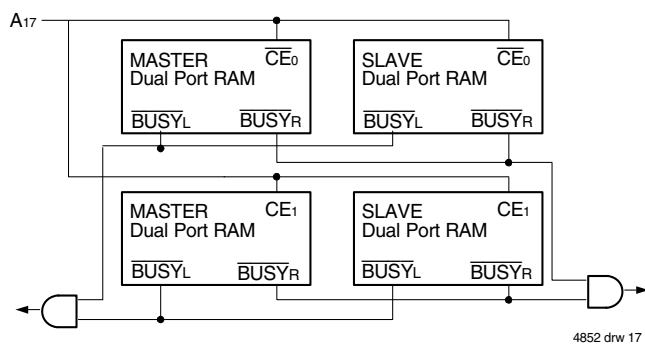 A17
MASTER
Dual Port RAM
CE0
BUSYL
BUSYR
SLAVE
Dual Port RAM
CE0
BUSYL
BUSYR
MASTER
Dual Port RAM
CE1
BUSYL
BUSYR
SLAVE
Dual Port RAM
CE1
BUSYL
BUSYR
4852 drw 17